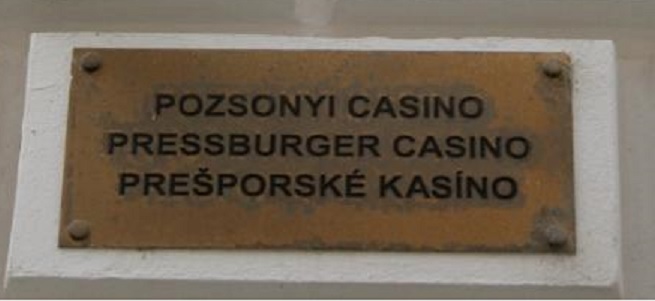 POZSONYI CASINO
PRESSBURGER CASINO
PREŠPORSKÉ KASÍNO